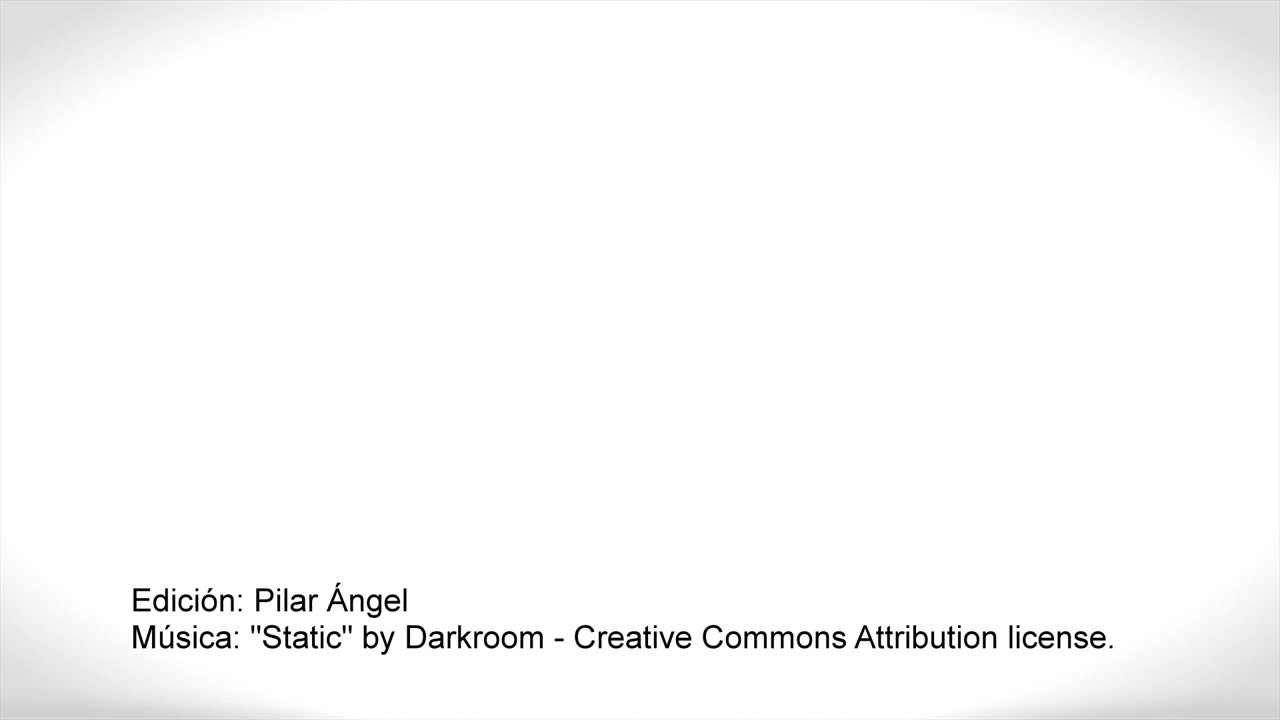 Edición: Pilar Ángel
Música: "Static" by Darkroom - Creative Commons Attribution license.